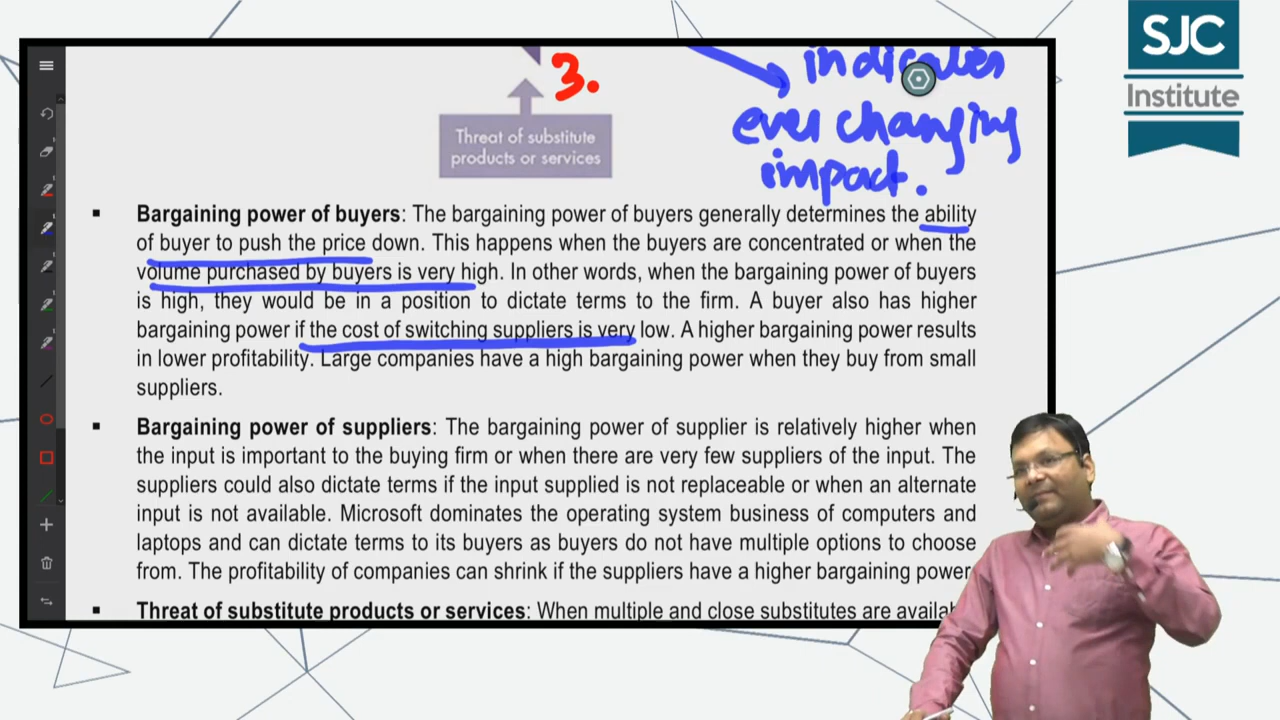 SJC
Institute
indicates
ever changing
impact.
3.
Threat of substitute
products or services
▪ Bargaining power of buyers: The bargaining power of buyers generally determines the ability
of buyer to push the price down. This happens when the buyers are concentrated or when the
volume purchased by buyers is very high. In other words, when the bargaining power of buyers
is high, they would be in a position to dictate terms to the firm. A buyer also has higher
bargaining power if the cost of switching suppliers is very low. A higher bargaining power results
in lower profitability. Large companies have a high bargaining power when they buy from small
suppliers.
▪ Bargaining power of suppliers: The bargaining power of supplier is relatively higher when
the input is important to the buying firm or when there are very few suppliers of the input. The
suppliers could also dictate terms if the input supplied is not replaceable or when an alternate
input is not available. Microsoft dominates the operating system business of computers and
laptops and can dictate terms to its buyers as buyers do not have multiple options to choose
from. The profitability of companies can shrink if the suppliers have a higher bargaining power
▪ Threat of substitute products or services: When multiple and close substitutes are